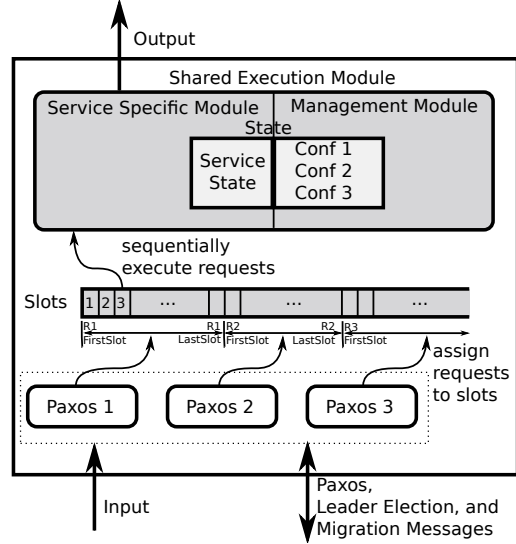 Output
Shared Execution Module
Service Specific Module
Management Module
State
Service
State
Conf 1
Conf 2
Conf 3
sequentially
execute requests
Slots
1 2 3 ... ... ...
R1 R1 R2 R2 R3
FirstSlot LastSlot FirstSlot LastSlot FirstSlot
assign
requests
to slots
Paxos 1
Paxos 2
Paxos 3
Input
Paxos,
Leader Election, and
Migration Messages